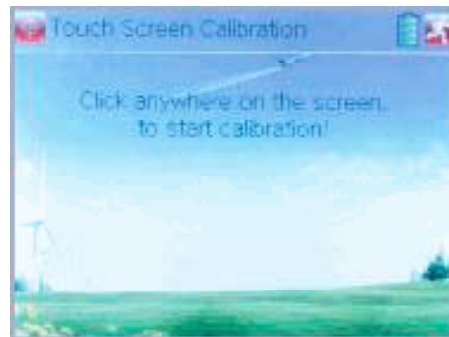 Touch Screen Calibration
Click anywhere on the screen,
to start calibration!